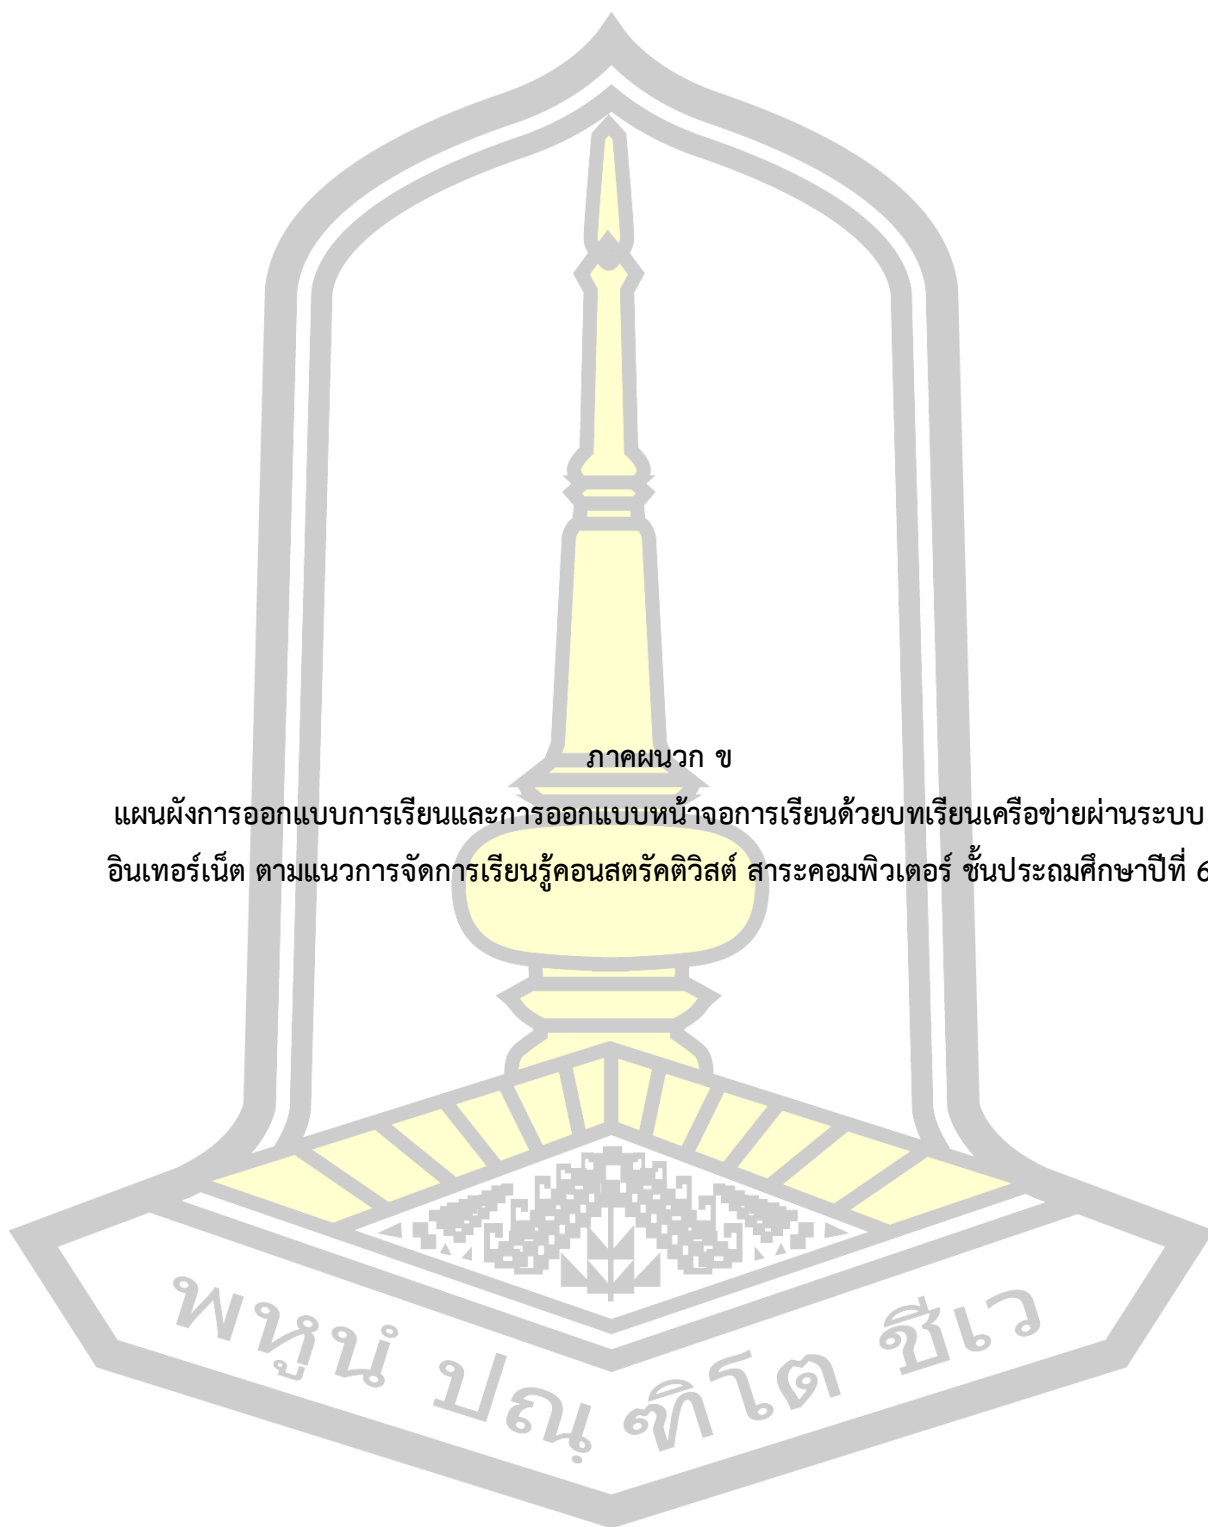 ภาคผนวก ข
แผนผังการออกแบบการเรียนและการออกแบบหน้าจอการเรียนด้วยบทเรียนเครือข่ายผ่านระบบ
อินเทอร์เน็ต ตามแนวการจัดการเรียนรู้คอนสตรัคติวิสต์ สาระคอมพิวเตอร์ ชั้นประถมศึกษาปีที่ 6
พหูนํ ปณฺฑิโต ชีเว